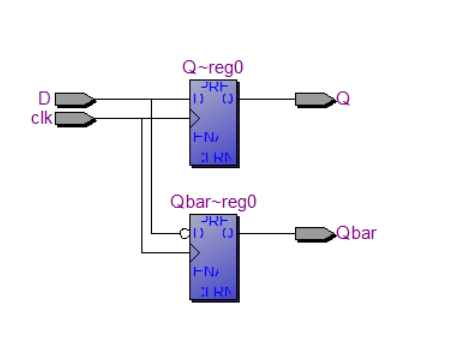 Q~reg0
D
PRE
D Q
Q
clk
ENA
CLRN
Qbar~reg0
PRE
D Q
Qbar
ENA
CLRN